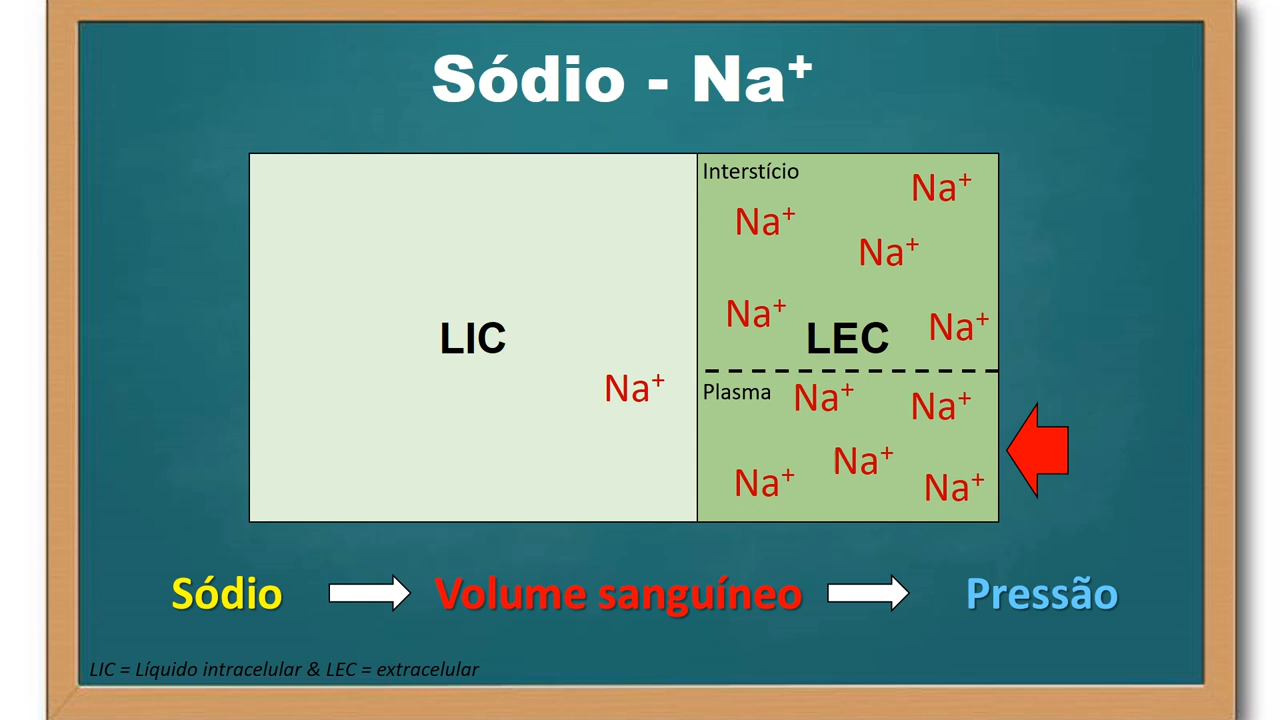 Sódio - Na⁺
Interstício
Na⁺
Na⁺
Na⁺
Na⁺
Na⁺
LIC
LEC
Na⁺
Plasma
Na⁺
Na⁺
Na⁺
Na⁺
Na⁺
Sódio
Volume sanguíneo
Pressão
LIC = Líquido intracelular & LEC = extracelular